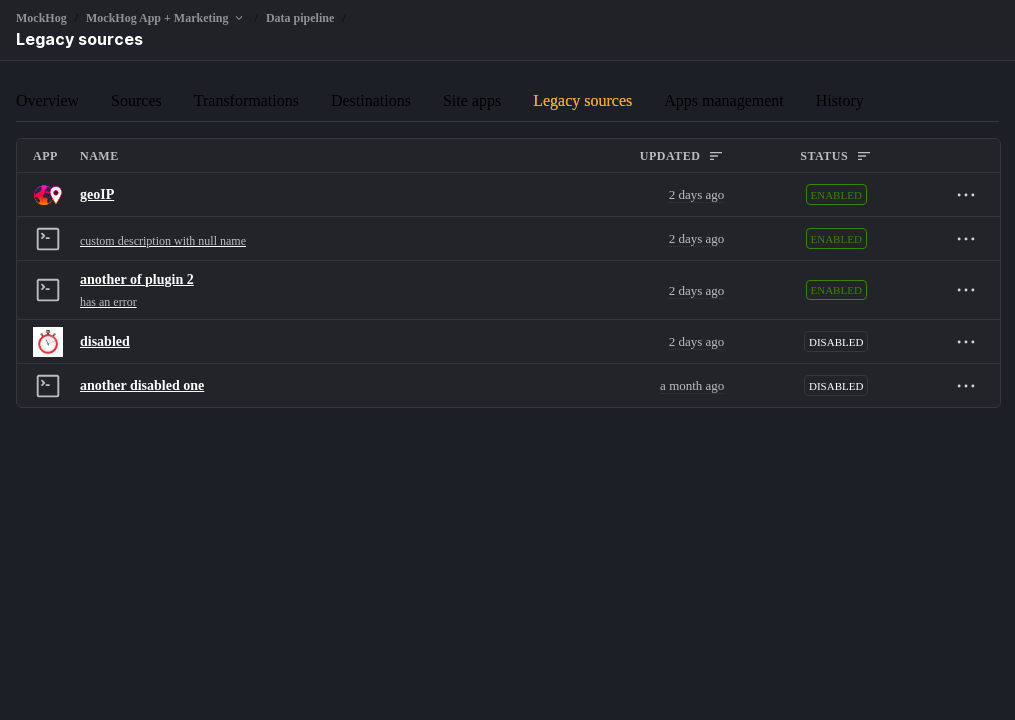 MockHog / MockHog App + Marketing / Data pipeline /
Legacy sources
Overview Sources Transformations Destinations Site apps Legacy sources Apps management History
APP NAME UPDATED STATUS
geoIP 2 days ago ENABLED
custom description with null name 2 days ago ENABLED
another of plugin 2
has an error 2 days ago ENABLED
disabled 2 days ago DISABLED
another disabled one a month ago DISABLED